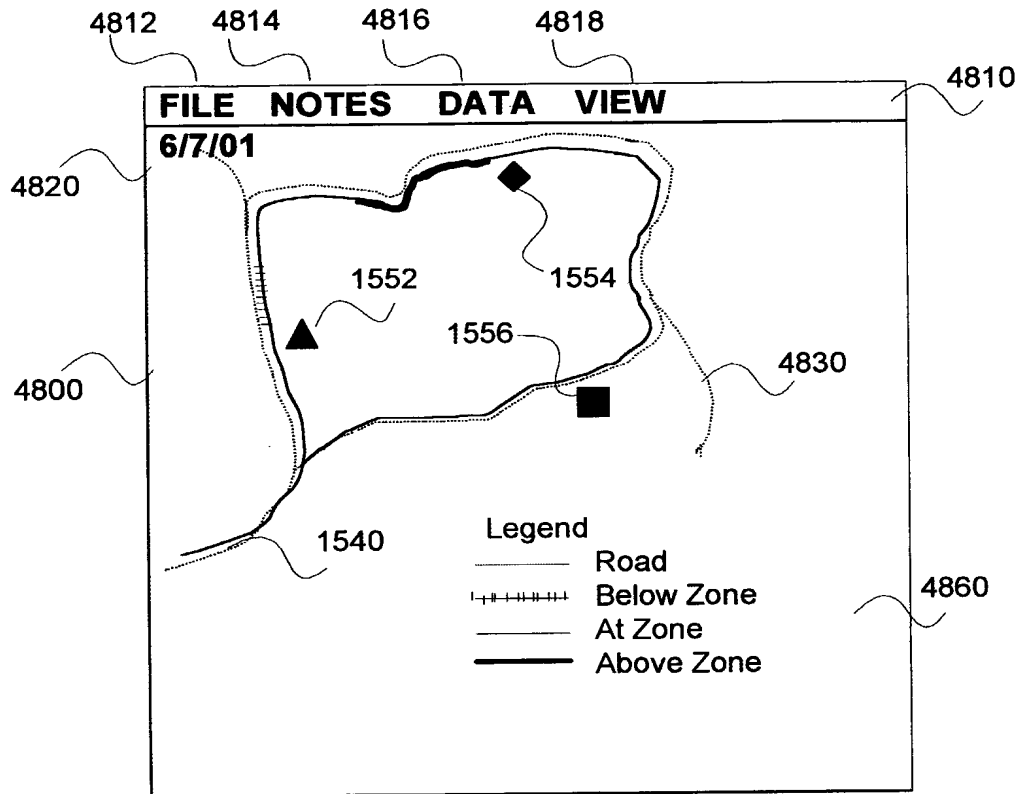 4812 4814 4816 4818
4810
FILE NOTES DATA VIEW
6/7/01
4820
1552
1554
1556
4830
4800
1540
Legend
Road
Below Zone
At Zone
Above Zone
4860